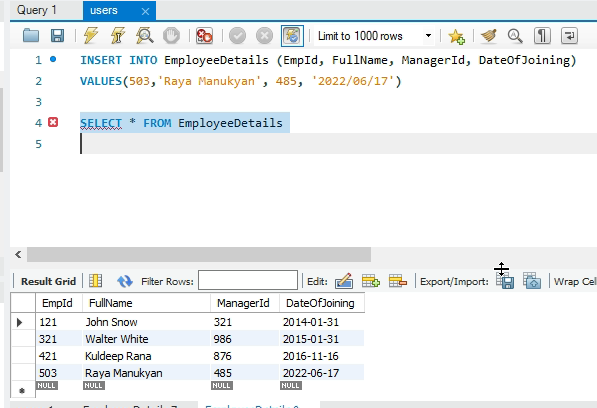 Query 1 users
Limit to 1000 rows
1 INSERT INTO EmployeeDetails (EmpId, FullName, ManagerId, DateOfJoining)
2 VALUES(503,'Raya Manukyan', 485, '2022/06/17')
3
4 SELECT * FROM EmployeeDetails
5
Result Grid Filter Rows: Edit: Export/Import: Wrap Cel
EmpId FullName ManagerId DateOfJoining
121 John Snow 321 2014-01-31
321 Walter White 986 2015-01-31
421 Kuldeep Rana 876 2016-11-16
503 Raya Manukyan 485 2022-06-17
NULL NULL NULL NULL